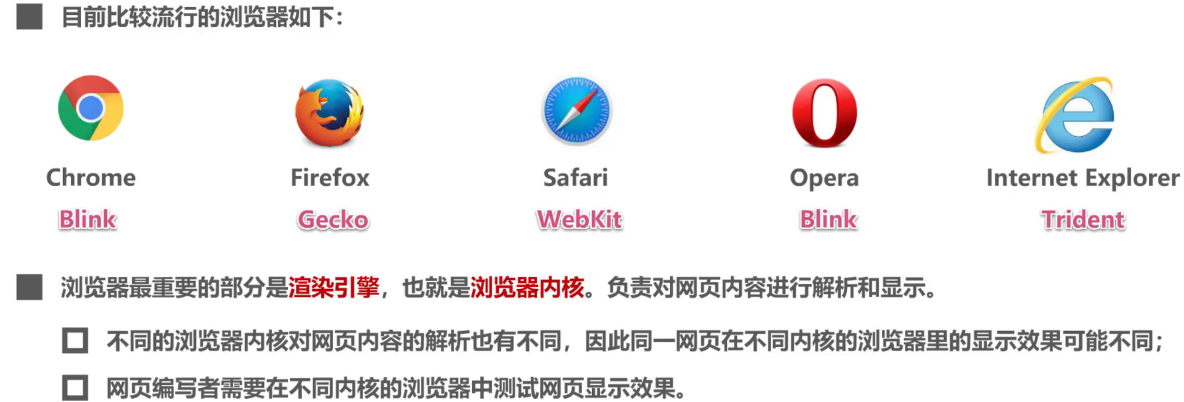 目前比较流行的浏览器如下：
Chrome Firefox Safari Opera Internet Explorer
Blink Gecko WebKit Blink Trident
浏览器最重要的部分是渲染引擎，也就是浏览器内核。负责对网页内容进行解析和显示。
不同的浏览器内核对网页内容的解析也有不同，因此同一网页在不同内核的浏览器里的显示效果可能不同；
网页编写者需要在不同内核的浏览器中测试网页显示效果。